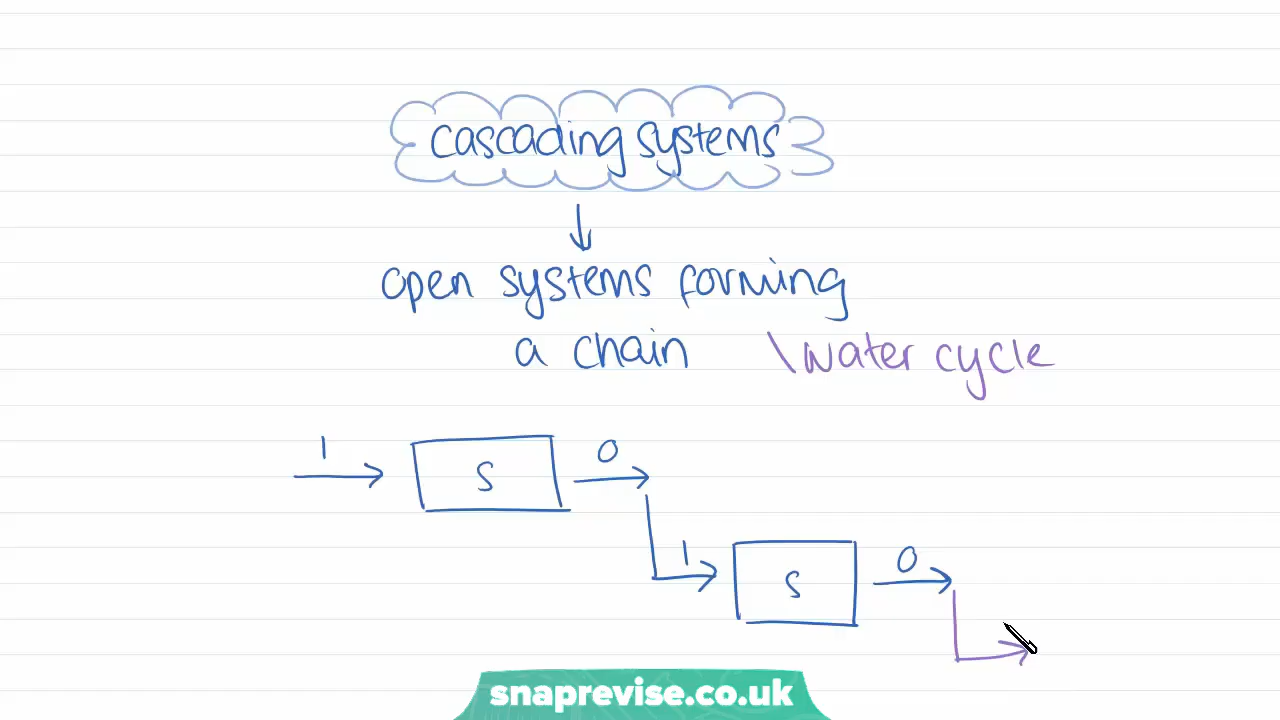 cascading systems
open systems forming
a chain \water cycle
I
S
O
I
S
O
snaprevise.co.uk